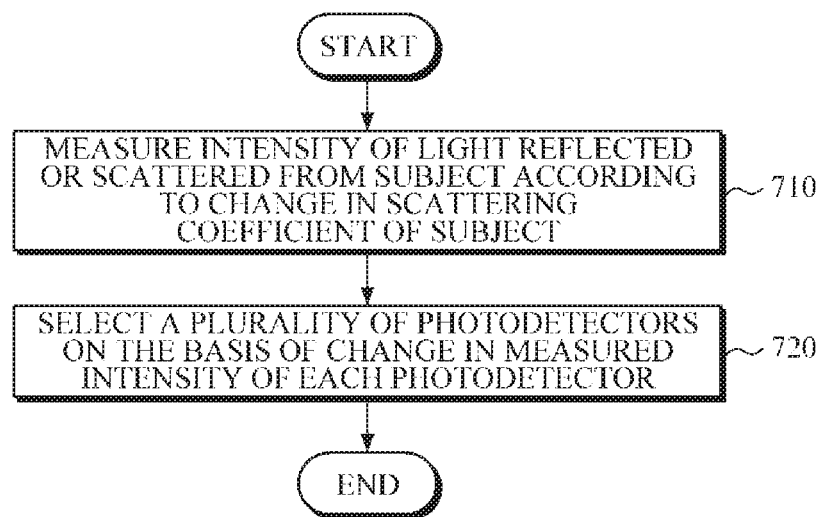 START
MEASURE INTENSITY OF LIGHT REFLECTED
OR SCATTERED FROM SUBJECT ACCORDING
TO CHANGE IN SCATTERING
COEFFICIENT OF SUBJECT
710
SELECT A PLURALITY OF PHOTODETECTORS
ON THE BASIS OF CHANGE IN MEASURED
INTENSITY OF EACH PHOTODETECTOR
720
END